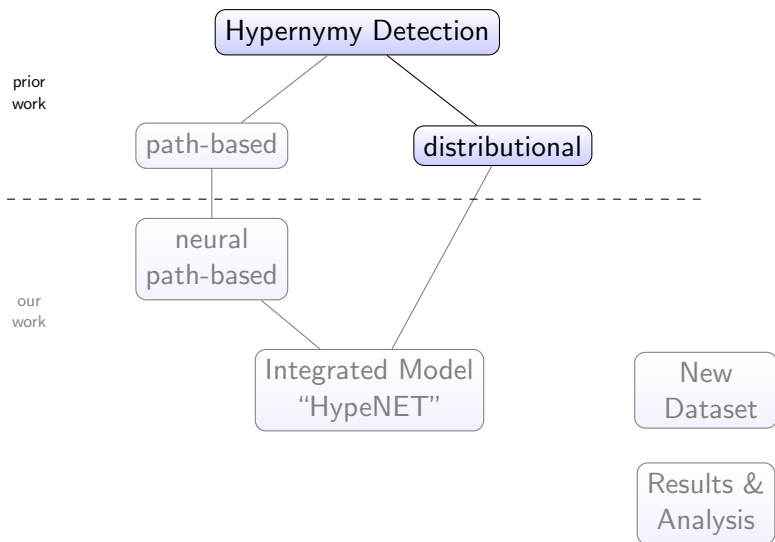 Hypernymy Detection
prior
work
path-based
distributional
neural
path-based
our
work
Integrated Model
“HypeNET”
New
Dataset
Results &
Analysis